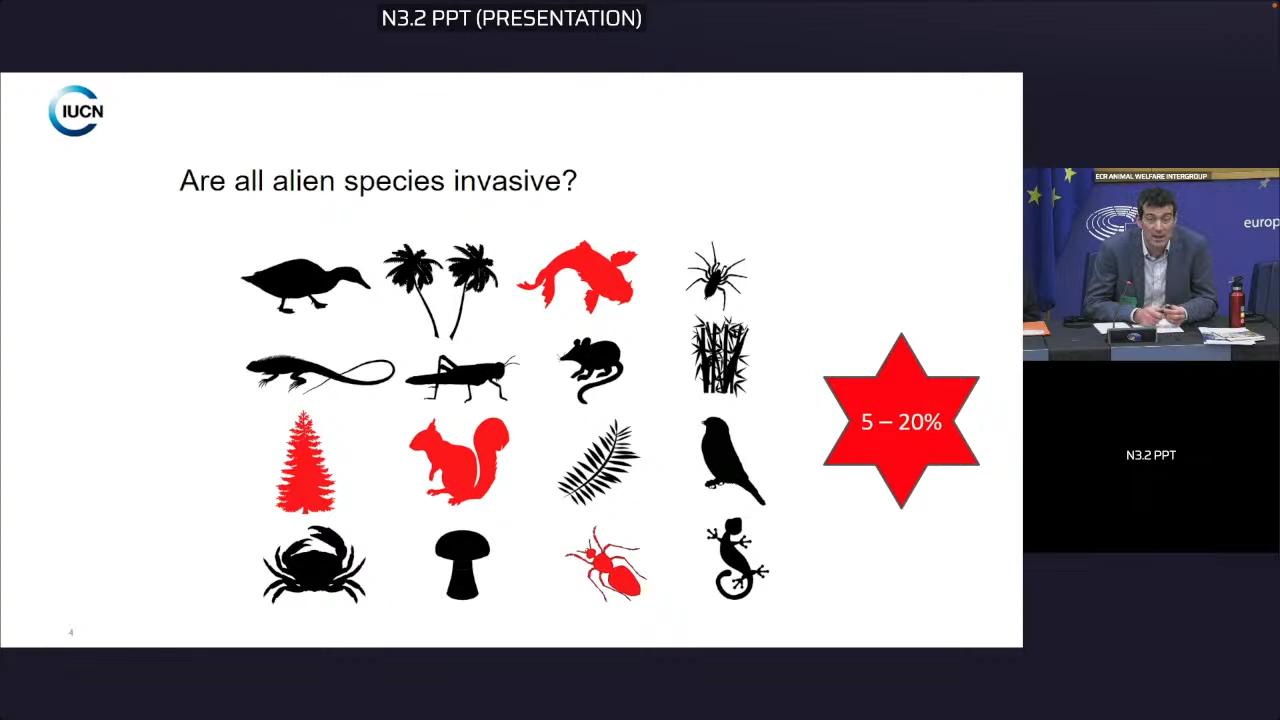 N3.2 PPT (PRESENTATION)
IUCN
Are all alien species invasive?
5 – 20%
4
ECR ANIMAL WELFARE INTERGROUP
europ
N3.2 PPT